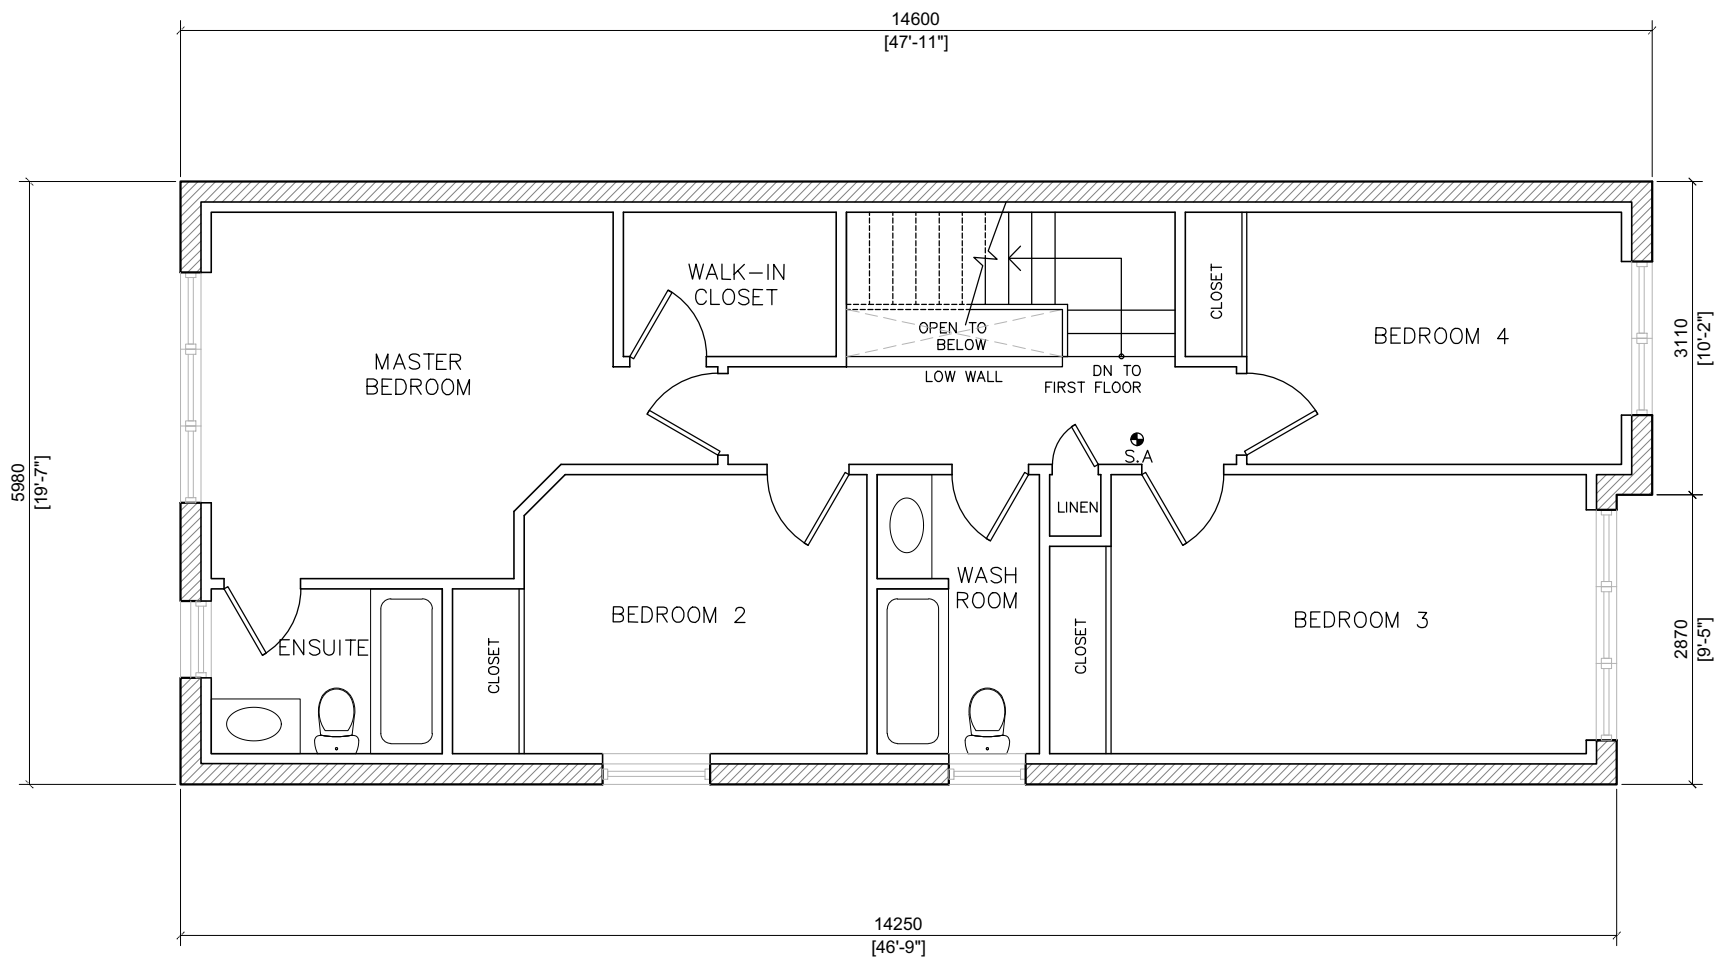 14600
[47'-11"]
WALK-IN
CLOSET
CLOSET
OPEN TO
BELOW
BEDROOM 4
3110
[10'-2"]
MASTER
BEDROOM
LOW WALL
DN TO
FIRST FLOOR
S.A
5980
[19'-7"]
LINEN
WASH
ROOM
BEDROOM 2
BEDROOM 3
ENSUITE
CLOSET
CLOSET
2870
[9'-5"]
14250
[46'-9"]